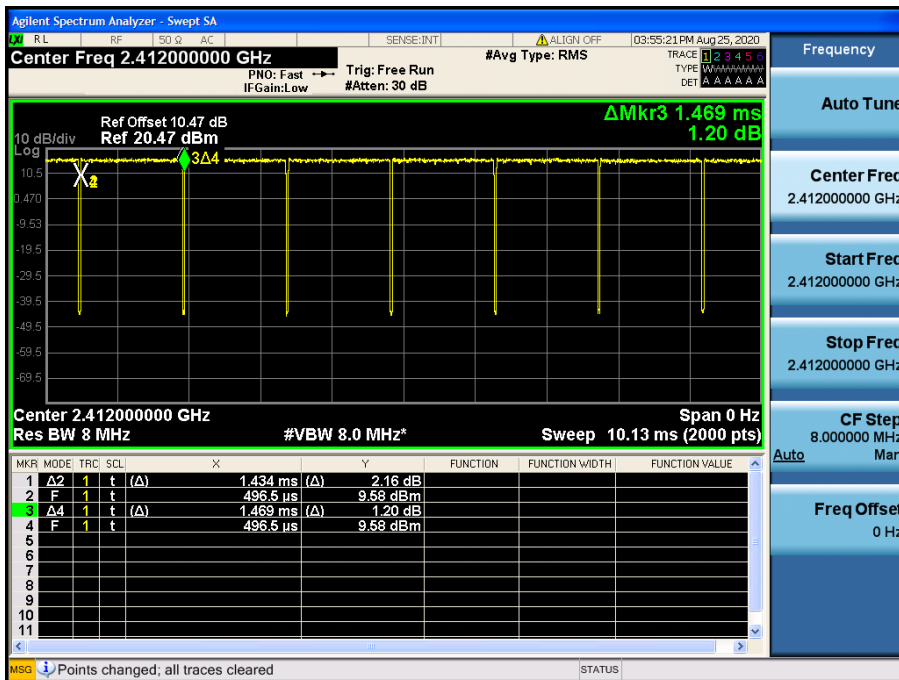 Agilent Spectrum Analyzer - Swept SA
LXI RL RF 50 Ω AC SENSE:INT ALIGN OFF 03:55:21PM Aug 25, 2020
Center Freq 2.412000000 GHz #Avg Type: RMS TRACE 1 2 3 4 5 6
PNO: Fast Trig: Free Run TYPE WWWWWW
IFGain:Low #Atten: 30 dB DET A A A A A A
Frequency
Auto Tune
ΔMkr3 1.469 ms
1.20 dB
Ref Offset 10.47 dB
10 dB/div Ref 20.47 dBm
Log
3Δ4
10.5
0.470
-9.53
-19.5
-29.5
-39.5
-49.5
-59.5
-69.5
Center 2.412000000 GHz Span 0 Hz
Res BW 8 MHz #VBW 8.0 MHz* Sweep 10.13 ms (2000 pts)
Center Freq
2.412000000 GHz
Start Freq
2.412000000 GHz
Stop Freq
2.412000000 GHz
CF Step
8.000000 MHz
Auto Man
Freq Offset
0 Hz
MKR MODE TRC SCL X Y FUNCTION FUNCTION WIDTH FUNCTION VALUE
1 Δ2 1 t (Δ) 1.434 ms (Δ) 2.16 dB
2 F 1 t 496.5 µs 9.58 dBm
3 Δ4 1 t (Δ) 1.469 ms (Δ) 1.20 dB
4 F 1 t 496.5 µs 9.58 dBm
5
6
7
8
9
10
11
MSG Points changed; all traces cleared STATUS